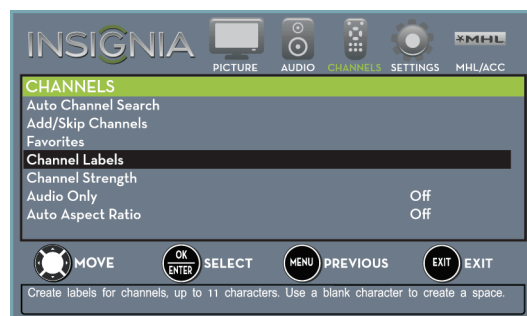 INSIGNIA
PICTURE AUDIO CHANNELS SETTINGS MHL MHL/ACC
CHANNELS
Auto Channel Search
Add/Skip Channels
Favorites
Channel Labels
Channel Strength
Audio Only Off
Auto Aspect Ratio Off
MOVE OK ENTER SELECT MENU PREVIOUS EXIT EXIT
Create labels for channels, up to 11 characters. Use a blank character to create a space.